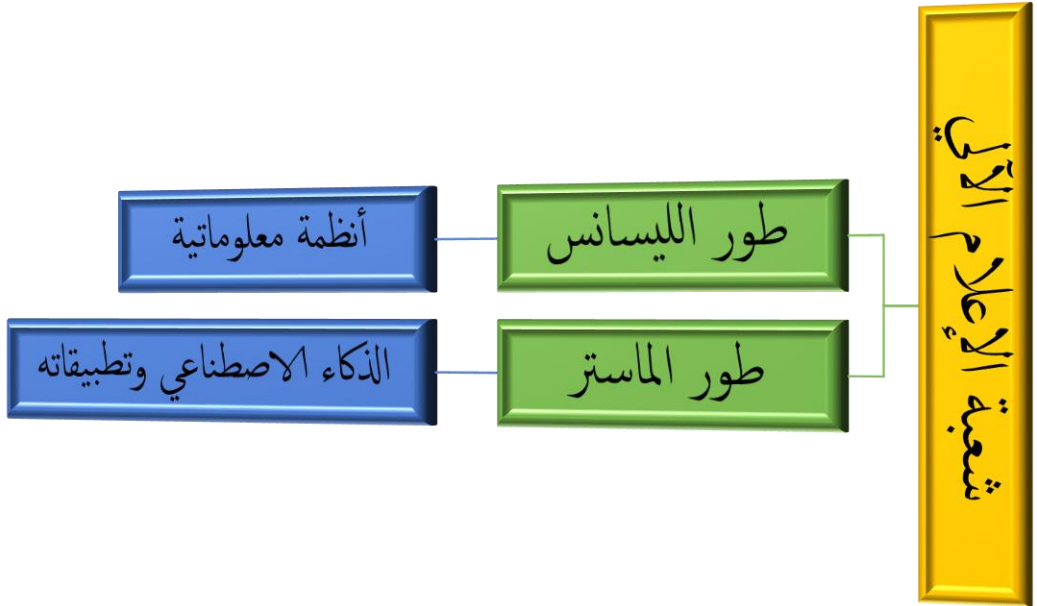 شعبة الإعلام الآلي
طور الليسانس
أنظمة معلوماتية
طور الماستر
الذكاء الاصطناعي وتطبيقاته